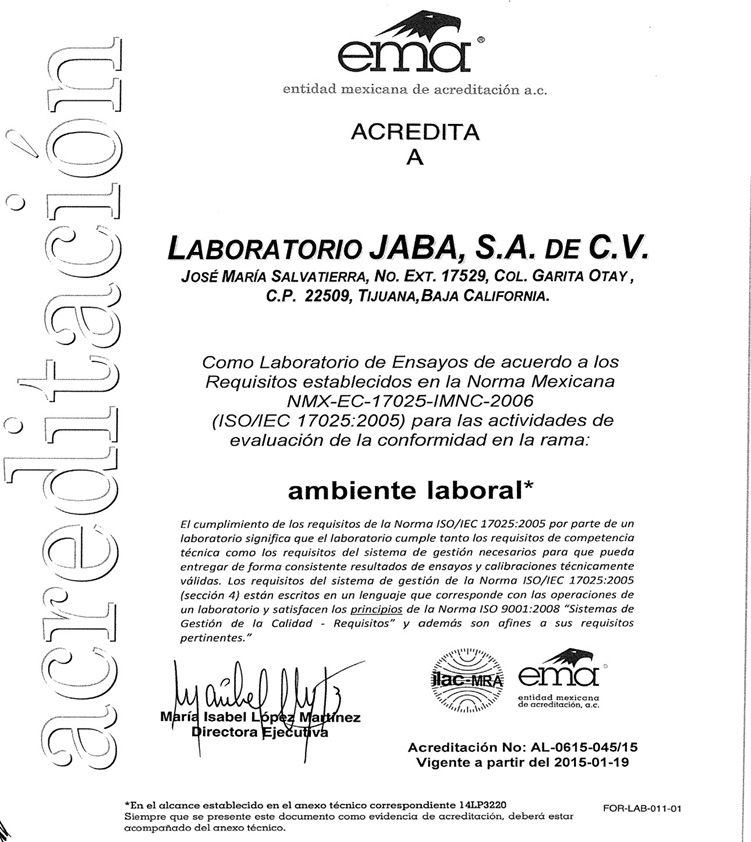 acreditación
ema®
entidad mexicana de acreditación a.c.
ACREDITA
A
LABORATORIO JABA, S.A. DE C.V.
JOSÉ MARÍA SALVATIERRA, NO. EXT. 17529, COL. GARITA OTAY,
C.P. 22509, TIJUANA, BAJA CALIFORNIA.
Como Laboratorio de Ensayos de acuerdo a los
Requisitos establecidos en la Norma Mexicana
NMX-EC-17025-IMNC-2006
(ISO/IEC 17025:2005) para las actividades de
evaluación de la conformidad en la rama:
ambiente laboral*
El cumplimiento de los requisitos de la Norma ISO/IEC 17025:2005 por parte de un
laboratorio significa que el laboratorio cumple tanto los requisitos de competencia
técnica como los requisitos del sistema de gestión necesarios para que pueda
entregar de forma consistente resultados de ensayos y calibraciones técnicamente
válidas. Los requisitos del sistema de gestión de la Norma ISO/IEC 17025:2005
(sección 4) están escritos en un lenguaje que corresponde con las operaciones de
un laboratorio y satisfacen los principios de la Norma ISO 9001:2008 “Sistemas de
Gestión de la Calidad - Requisitos” y además son afines a sus requisitos
pertinentes.”
María Isabel López Martínez
Directora Ejecutiva
ilac-MRA
ema®
entidad mexicana
de acreditación, a.c.
Acreditación No: AL-0615-045/15
Vigente a partir del 2015-01-19
*En el alcance establecido en el anexo técnico correspondiente 14LP3220
Siempre que se presente este documento como evidencia de acreditación, deberá estar
acompañado del anexo técnico.
FOR-LAB-011-01